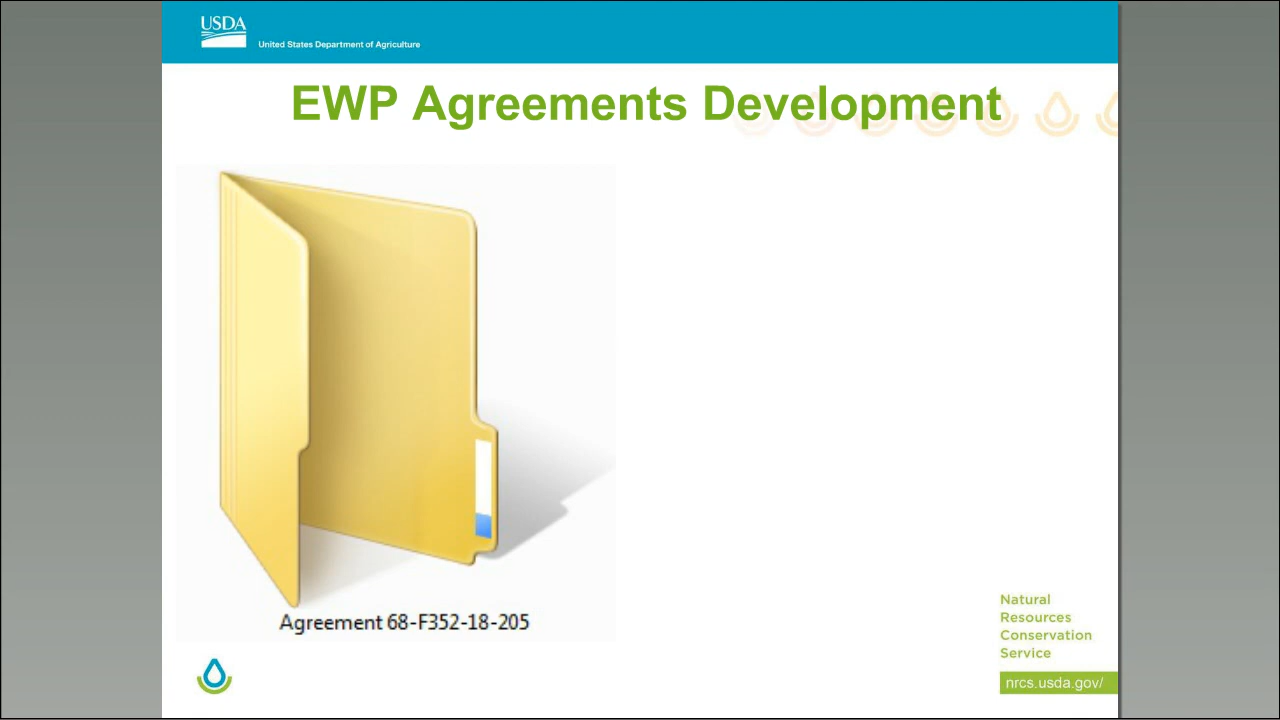 USDA
United States Department of Agriculture
EWP Agreements Development
Agreement 68-F352-18-205
Natural
Resources
Conservation
Service
nrcs.usda.gov/